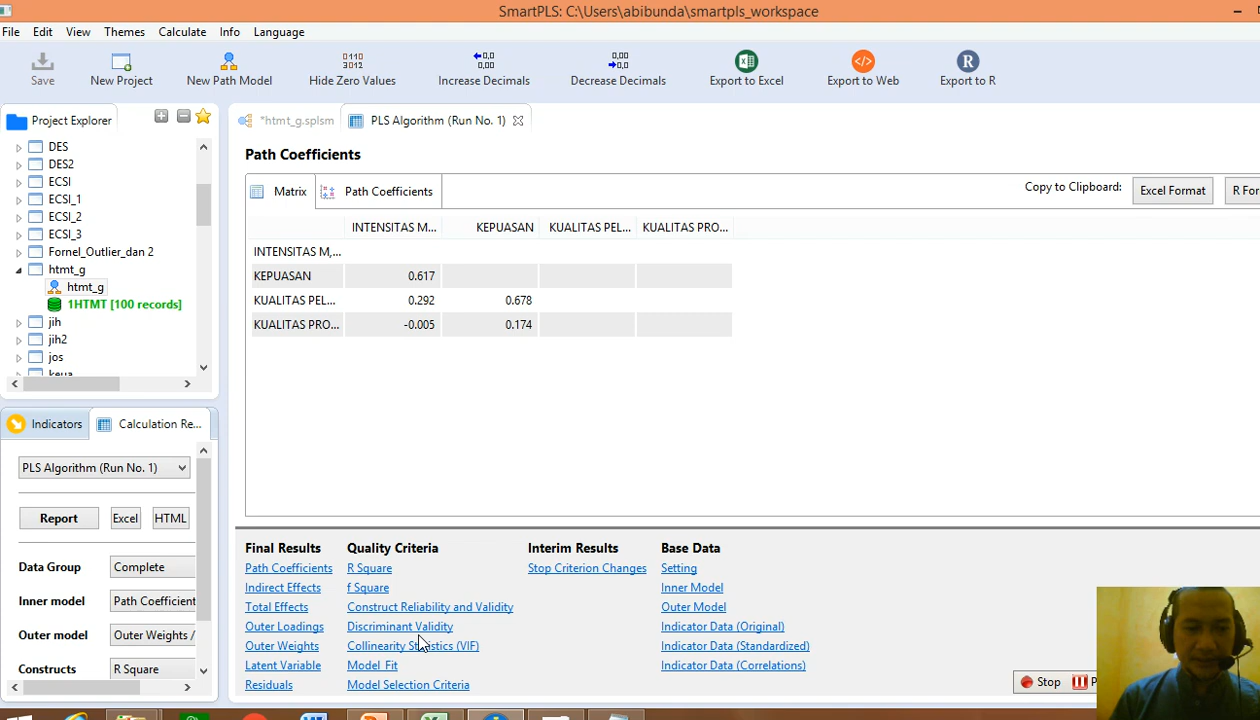 SmartPLS: C:\Users\abibunda\smartpls_workspace
File Edit View Themes Calculate Info Language
Save New Project New Path Model Hide Zero Values Increase Decimals Decrease Decimals Export to Excel Export to Web Export to R
Project Explorer
*htmt_g.splsm PLS Algorithm (Run No. 1)
DES
DES2
ECSI
ECSI_1
ECSI_2
ECSI_3
Fornel_Outlier_dan 2
htmt_g
htmt_g
1HTMT [100 records]
jih
jih2
jos
Path Coefficients
Matrix Path Coefficients
Copy to Clipboard: Excel Format R For
INTENSITAS M... KEPUASAN KUALITAS PEL... KUALITAS PRO...
INTENSITAS M,...
KEPUASAN 0.617
KUALITAS PEL... 0.292 0.678
KUALITAS PRO... -0.005 0.174
Indicators Calculation Re...
PLS Algorithm (Run No. 1)
Report Excel HTML
Data Group Complete
Inner model Path Coefficient
Outer model Outer Weights /
Constructs R Square
Final Results Quality Criteria Interim Results Base Data
Path Coefficients R Square Stop Criterion Changes Setting
Indirect Effects f Square Inner Model
Total Effects Construct Reliability and Validity Outer Model
Outer Loadings Discriminant Validity Indicator Data (Original)
Outer Weights Collinearity Statistics (VIF) Indicator Data (Standardized)
Latent Variable Model_Fit Indicator Data (Correlations)
Residuals Model Selection Criteria
Stop P